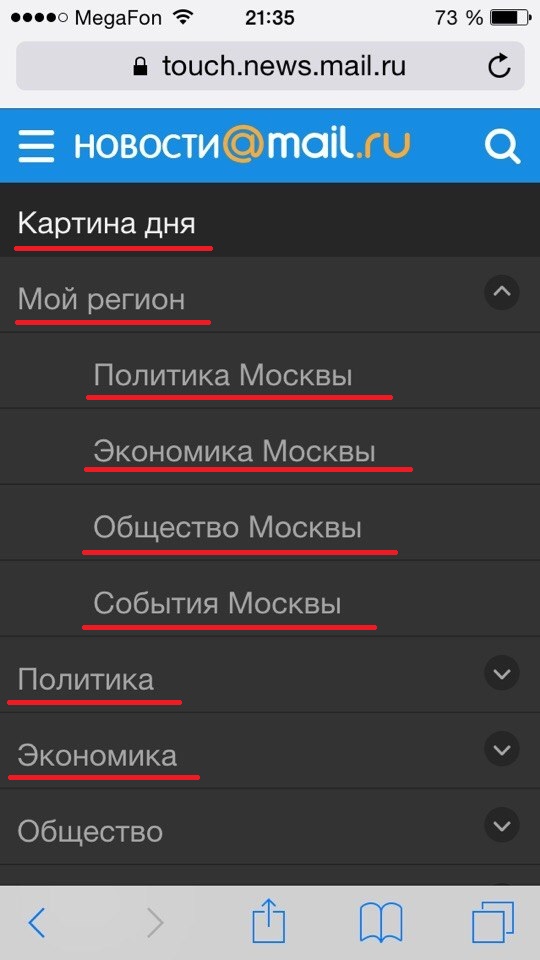 MegaFon 21:35 73 %
touch.news.mail.ru
новости@mail.ru
Картина дня
Мой регион
Политика Москвы
Экономика Москвы
Общество Москвы
События Москвы
Политика
Экономика
Общество